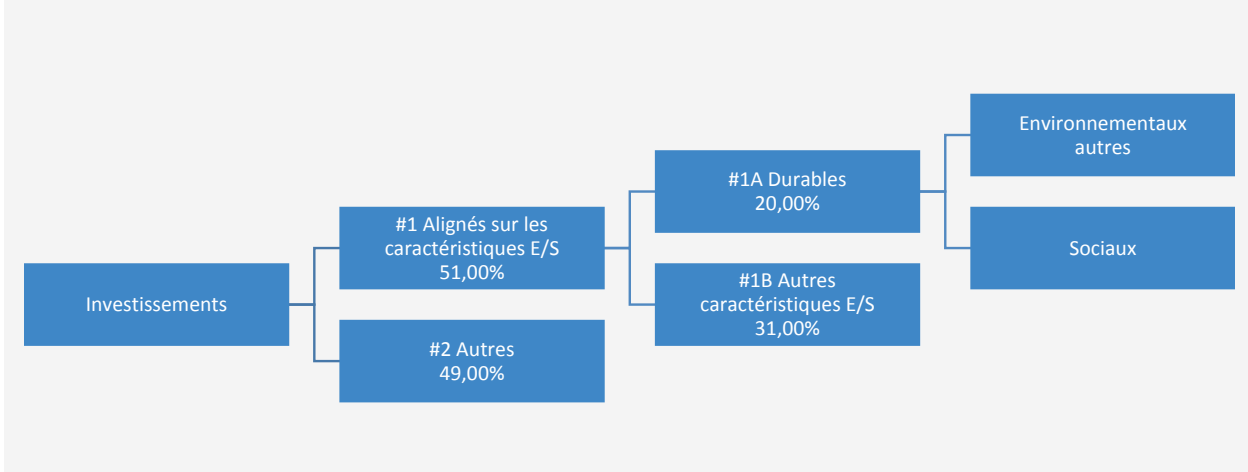 Investissements
#1 Alignés sur les
caractéristiques E/S
51,00%
#2 Autres
49,00%
#1A Durables
20,00%
#1B Autres
caractéristiques E/S
31,00%
Environnementaux
autres
Sociaux